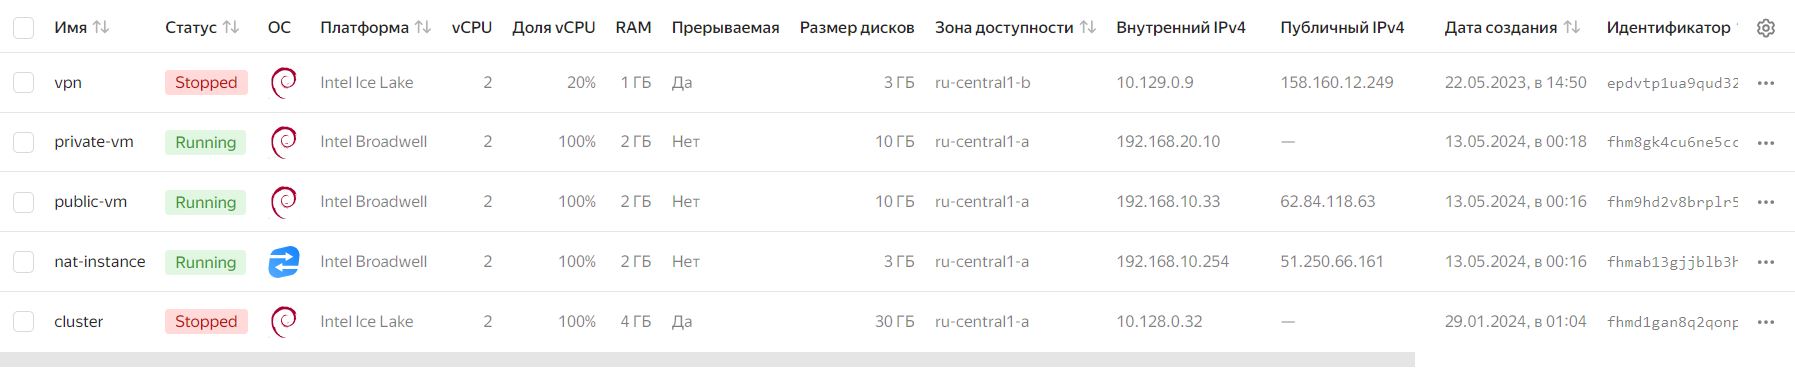 Имя Статус ОС Платформа vCPU Доля vCPU RAM Прерываемая Размер дисков Зона доступности Внутренний IPv4 Публичный IPv4 Дата создания Идентификатор
vpn Stopped Intel Ice Lake 2 20% 1 ГБ Да 3 ГБ ru-central1-b 10.129.0.9 158.160.12.249 22.05.2023, в 14:50 epdvtp1ua9qud32
private-vm Running Intel Broadwell 2 100% 2 ГБ Нет 10 ГБ ru-central1-a 192.168.20.10 — 13.05.2024, в 00:18 fhm8gk4cu6ne5cc
public-vm Running Intel Broadwell 2 100% 2 ГБ Нет 10 ГБ ru-central1-a 192.168.10.33 62.84.118.63 13.05.2024, в 00:16 fhm9hd2v8brplr5
nat-instance Running Intel Broadwell 2 100% 2 ГБ Нет 3 ГБ ru-central1-a 192.168.10.254 51.250.66.161 13.05.2024, в 00:16 fhmab13gjjblb3h
cluster Stopped Intel Ice Lake 2 100% 4 ГБ Да 30 ГБ ru-central1-a 10.128.0.32 — 29.01.2024, в 01:04 fhmd1gan8q2qonp